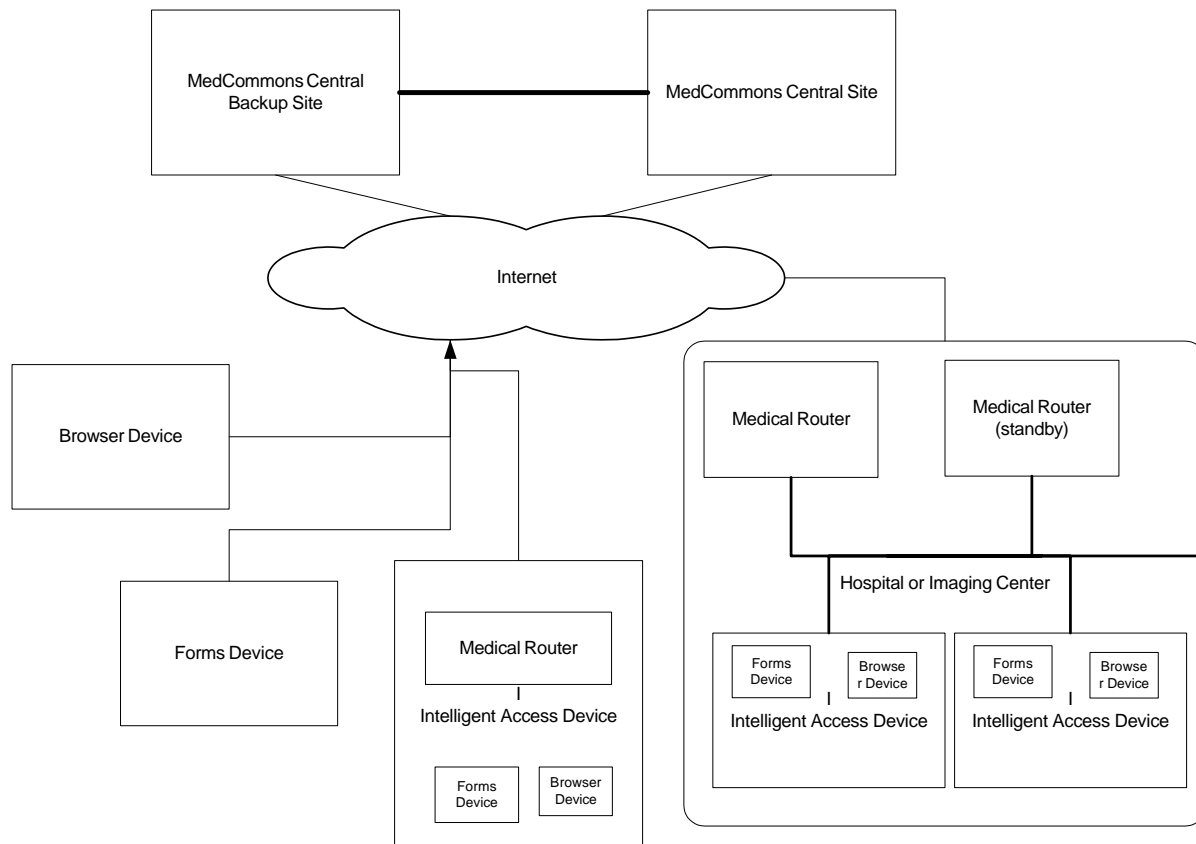 MedCommons Central
Backup Site
MedCommons Central Site
Internet
Browser Device
Forms Device
Medical Router
Intelligent Access Device
Forms
Device
Browser
Device
Medical Router
Medical Router
(standby)
Hospital or Imaging Center
Forms
Device
Browse
r Device
Intelligent Access Device
Forms
Device
Browse
r Device
Intelligent Access Device